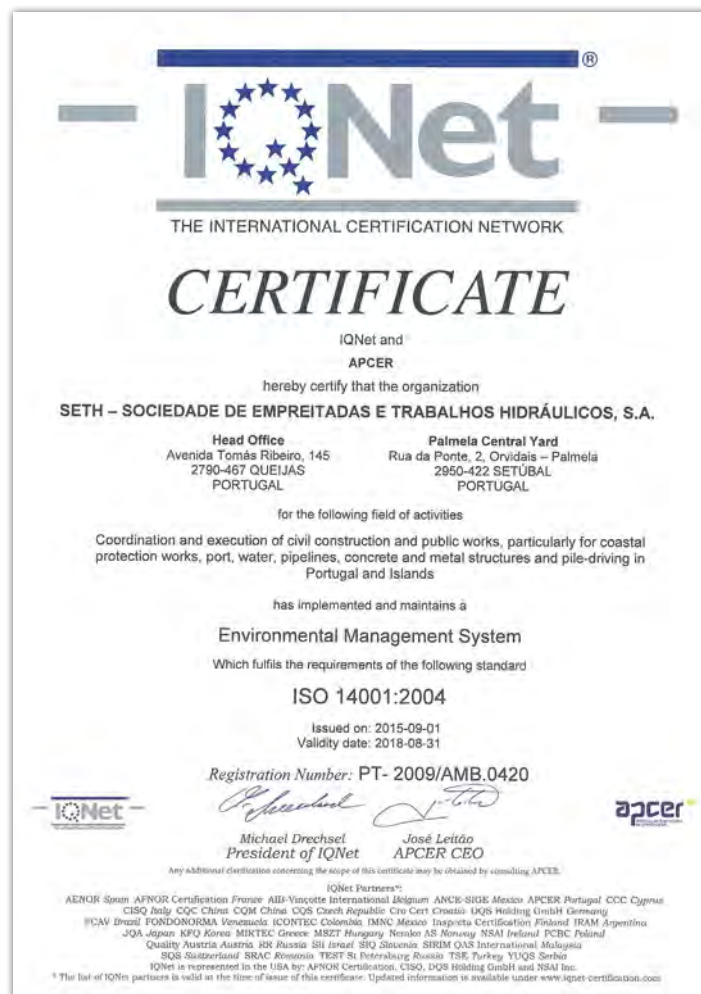 ®
IQNet
THE INTERNATIONAL CERTIFICATION NETWORK
CERTIFICATE
IQNet and
APCER
hereby certify that the organization
SETH – SOCIEDADE DE EMPREITADAS E TRABALHOS HIDRÁULICOS, S.A.
Head Office
Avenida Tomás Ribeiro, 145
2790-467 QUEIJAS
PORTUGAL
Palmela Central Yard
Rua da Ponte, 2, Orvidais – Palmela
2950-422 SETÚBAL
PORTUGAL
for the following field of activities
Coordination and execution of civil construction and public works, particularly for coastal
protection works, port, water, pipelines, concrete and metal structures and pile-driving in
Portugal and Islands
has implemented and maintains a
Environmental Management System
Which fulfils the requirements of the following standard
ISO 14001:2004
Issued on: 2015-09-01
Validity date: 2018-08-31
Registration Number: PT- 2009/AMB.0420
IQNet
apcer
Michael Drechsel
President of IQNet
José Leitão
APCER CEO
Any additional clarification concerning the scope of this certificate may be obtained by consulting APCER.
IQNet Partners*:
AENOR Spain AFNOR Certification France AIB-Vinçotte International Belgium ANCE-SIGE Mexico APCER Portugal CCC Cyprus
CISQ Italy CQC China CQM China CQS Czech Republic Cro Cert Croatia DQS Holding GmbH Germany
FCAV Brazil FONDONORMA Venezuela ICONTEC Colombia IMNC Mexico Inspecta Certification Finland IRAM Argentina
JQA Japan KFQ Korea MIRTEC Greece MSZT Hungary Nemko AS Norway NSAI Ireland PCBC Poland
Quality Austria Austria RR Russia SII Israel SIQ Slovenia SIRIM QAS International Malaysia
SQS Switzerland SRAC Romania TEST St Petersburg Russia TSE Turkey YUQS Serbia
IQNet is represented in the USA by: AFNOR Certification, CISQ, DQS Holding GmbH and NSAI Inc.
* The list of IQNet partners is valid at the time of issue of this certificate. Updated information is available under www.iqnet-certification.com